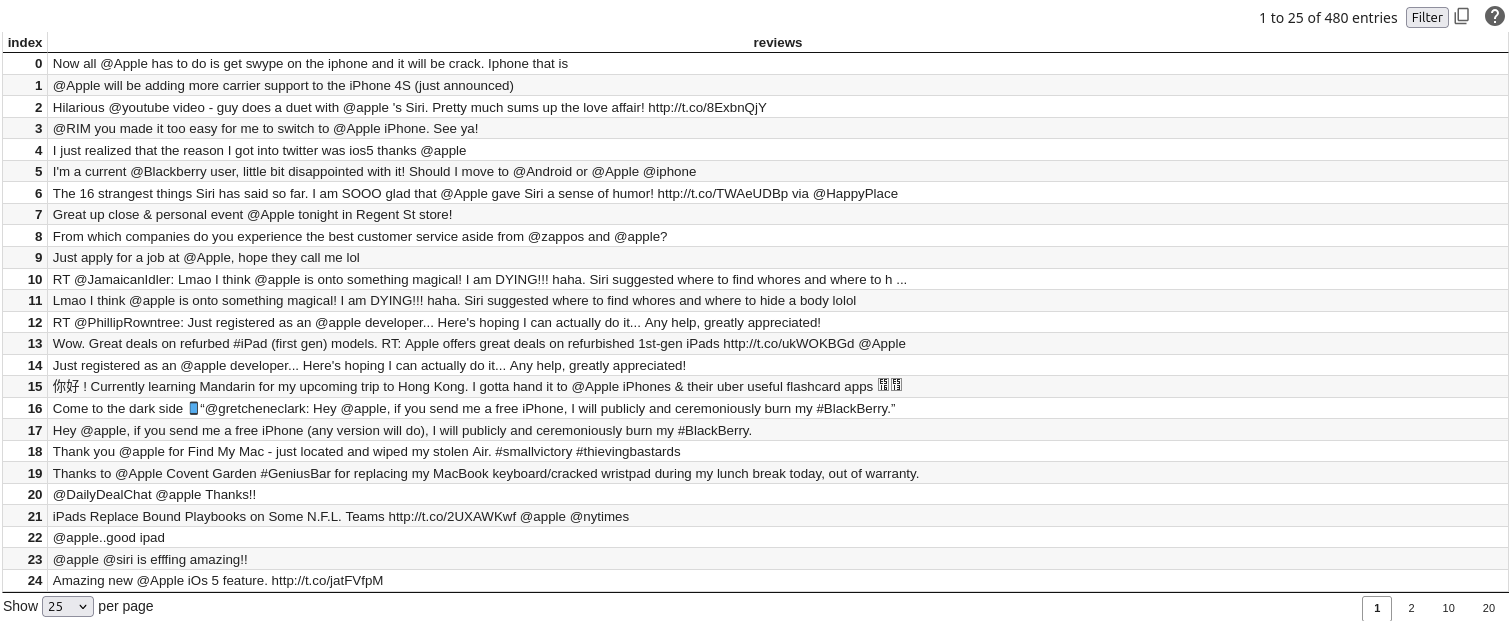 1 to 25 of 480 entries Filter ?
index reviews
0 Now all @Apple has to do is get swype on the iphone and it will be crack. Iphone that is
1 @Apple will be adding more carrier support to the iPhone 4S (just announced)
2 Hilarious @youtube video - guy does a duet with @apple 's Siri. Pretty much sums up the love affair! http://t.co/8ExbnQjY
3 @RIM you made it too easy for me to switch to @Apple iPhone. See ya!
4 I just realized that the reason I got into twitter was ios5 thanks @apple
5 I'm a current @Blackberry user, little bit disappointed with it! Should I move to @Android or @Apple @iphone
6 The 16 strangest things Siri has said so far. I am SOOO glad that @Apple gave Siri a sense of humor! http://t.co/TWAeUDBp via @HappyPlace
7 Great up close & personal event @Apple tonight in Regent St store!
8 From which companies do you experience the best customer service aside from @zappos and @apple?
9 Just apply for a job at @Apple, hope they call me lol
10 RT @JamaicanIdler: Lmao I think @apple is onto something magical! I am DYING!!! haha. Siri suggested where to find whores and where to h ...
11 Lmao I think @apple is onto something magical! I am DYING!!! haha. Siri suggested where to find whores and where to hide a body lolol
12 RT @PhillipRowntree: Just registered as an @apple developer... Here's hoping I can actually do it... Any help, greatly appreciated!
13 Wow. Great deals on refurbed #iPad (first gen) models. RT: Apple offers great deals on refurbished 1st-gen iPads http://t.co/ukWOKBGd @Apple
14 Just registered as an @apple developer... Here's hoping I can actually do it... Any help, greatly appreciated!
15 你好 ! Currently learning Mandarin for my upcoming trip to Hong Kong. I gotta hand it to @Apple iPhones & their uber useful flashcard apps
16 Come to the dark side 📱“@gretcheneclark: Hey @apple, if you send me a free iPhone, I will publicly and ceremoniously burn my #BlackBerry.”
17 Hey @apple, if you send me a free iPhone (any version will do), I will publicly and ceremoniously burn my #BlackBerry.
18 Thank you @apple for Find My Mac - just located and wiped my stolen Air. #smallvictory #thievingbastards
19 Thanks to @Apple Covent Garden #GeniusBar for replacing my MacBook keyboard/cracked wristpad during my lunch break today, out of warranty.
20 @DailyDealChat @apple Thanks!!
21 iPads Replace Bound Playbooks on Some N.F.L. Teams http://t.co/2UXAWKwf @apple @nytimes
22 @apple..good ipad
23 @apple @siri is efffing amazing!!
24 Amazing new @Apple iOs 5 feature. http://t.co/jatFVfpM
Show 25 per page 1 2 10 20